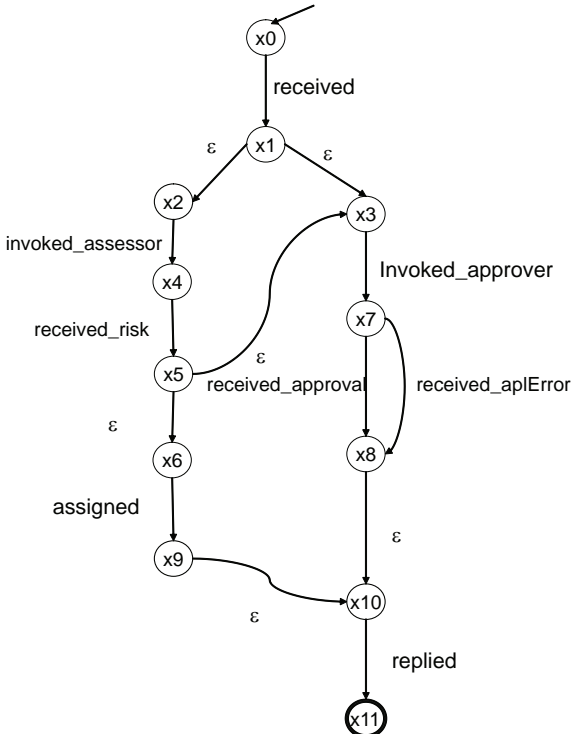 x0
received
x1
ε
ε
x2
x3
invoked_assessor
Invoked_approver
x4
x7
received_risk
ε
x5
received_approval
received_aplError
ε
x8
x6
assigned
ε
x9
x10
ε
replied
x11